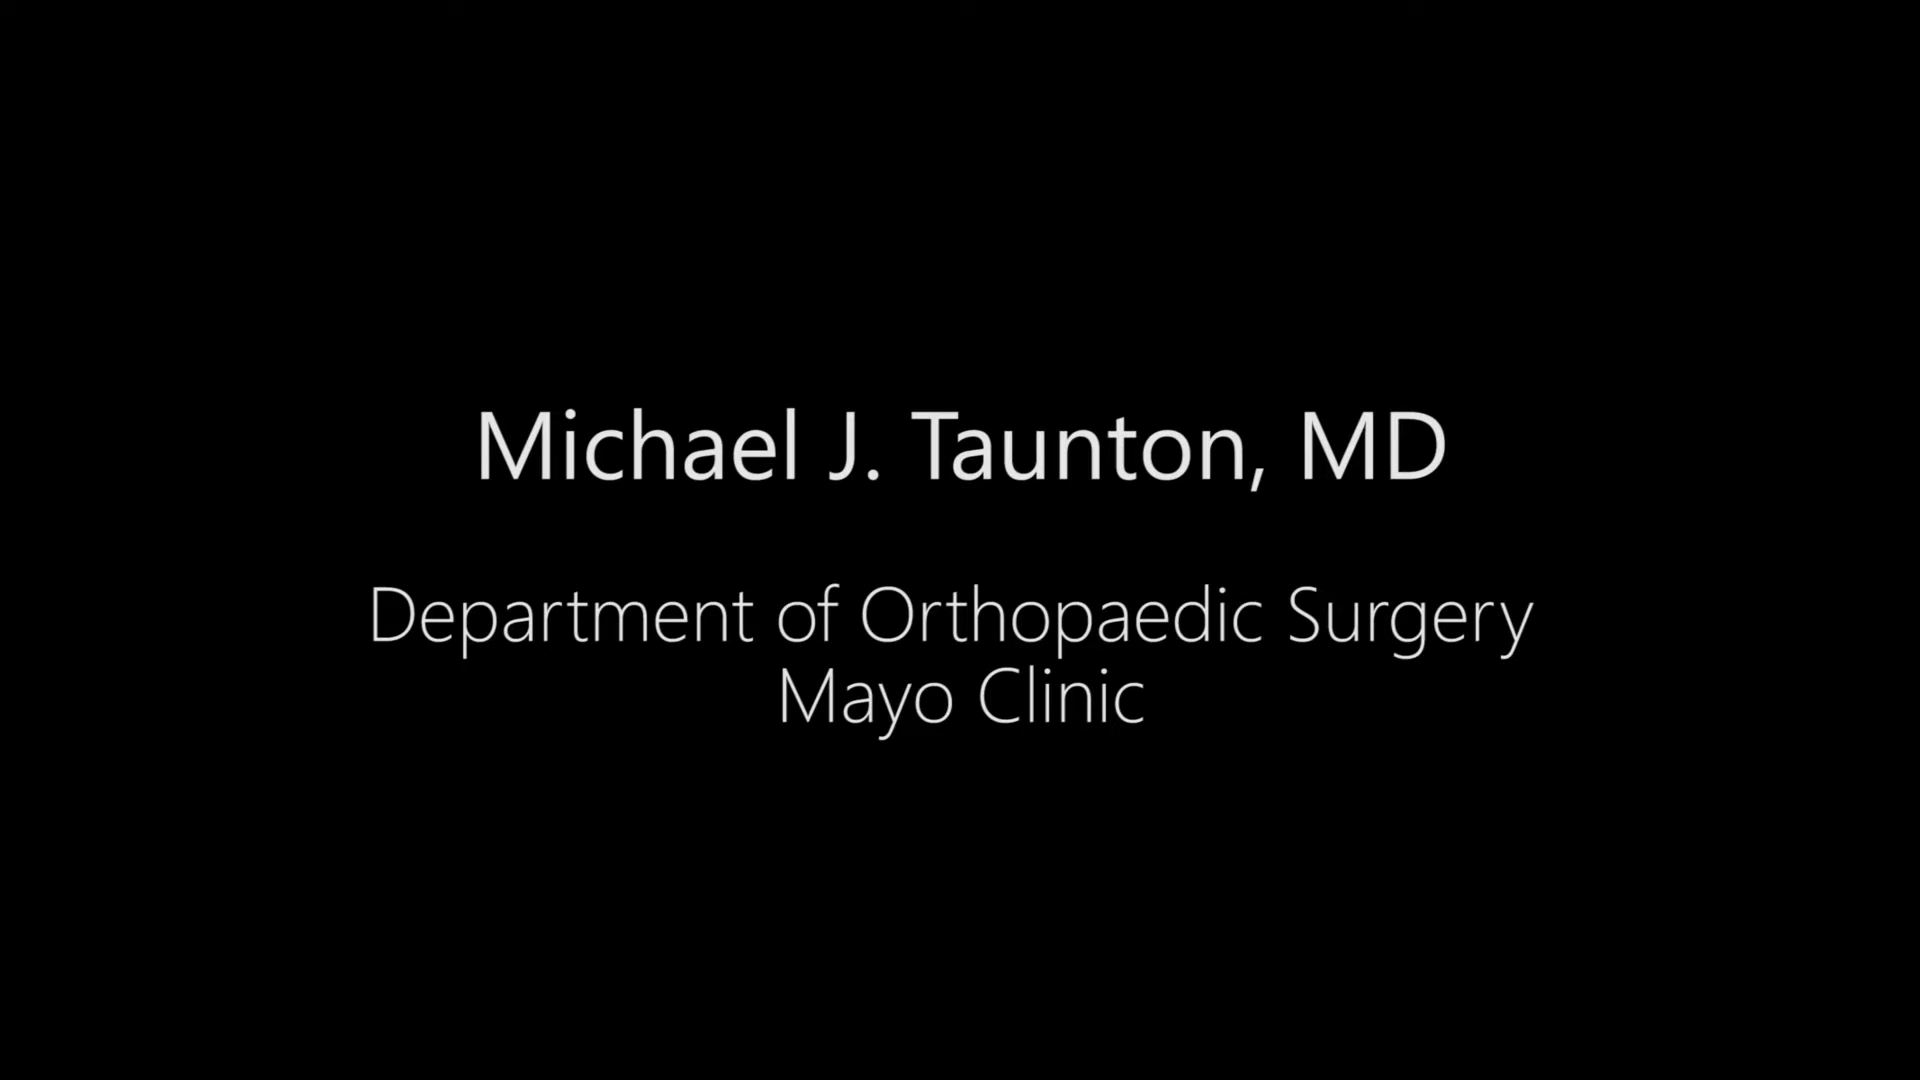 Michael J. Taunton, MD
Department of Orthopaedic Surgery
Mayo Clinic